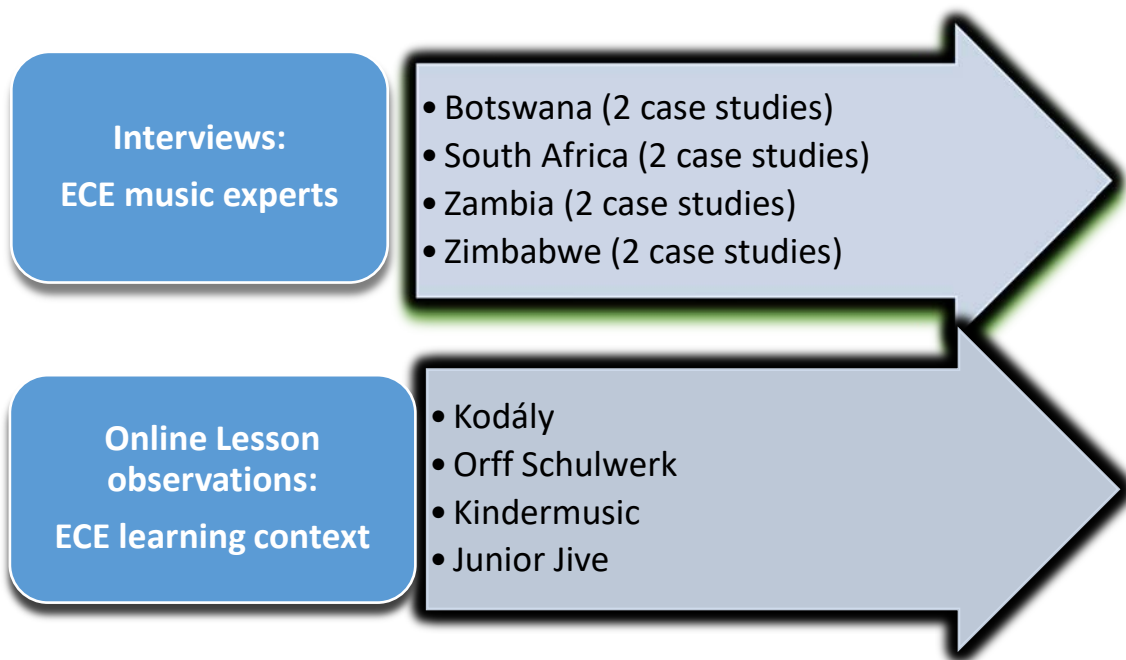 Interviews:
ECE music experts
• Botswana (2 case studies)
• South Africa (2 case studies)
• Zambia (2 case studies)
• Zimbabwe (2 case studies)
Online Lesson
observations:
ECE learning context
• Kodály
• Orff Schulwerk
• Kindermusic
• Junior Jive